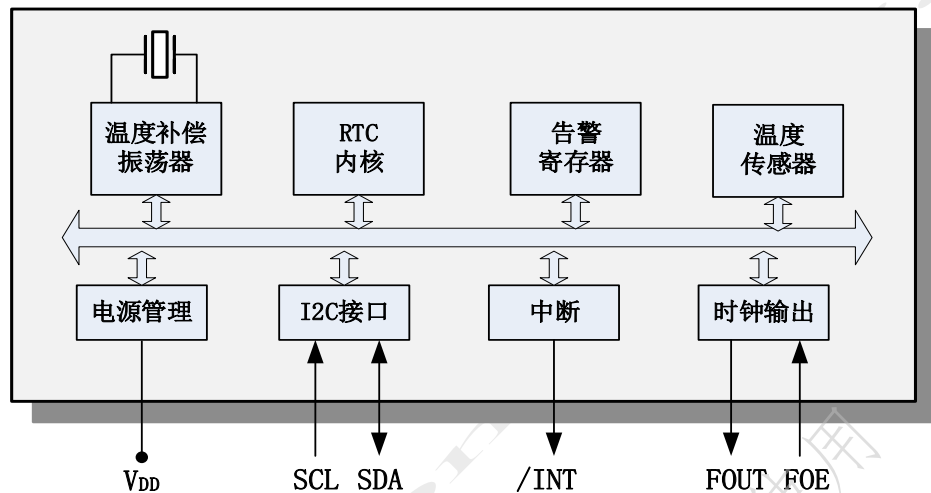 温度补偿
振荡器
RTC
内核
告警
寄存器
温度
传感器
电源管理
I2C接口
中断
时钟输出
VDD
SCL SDA
/INT
FOUT FOE